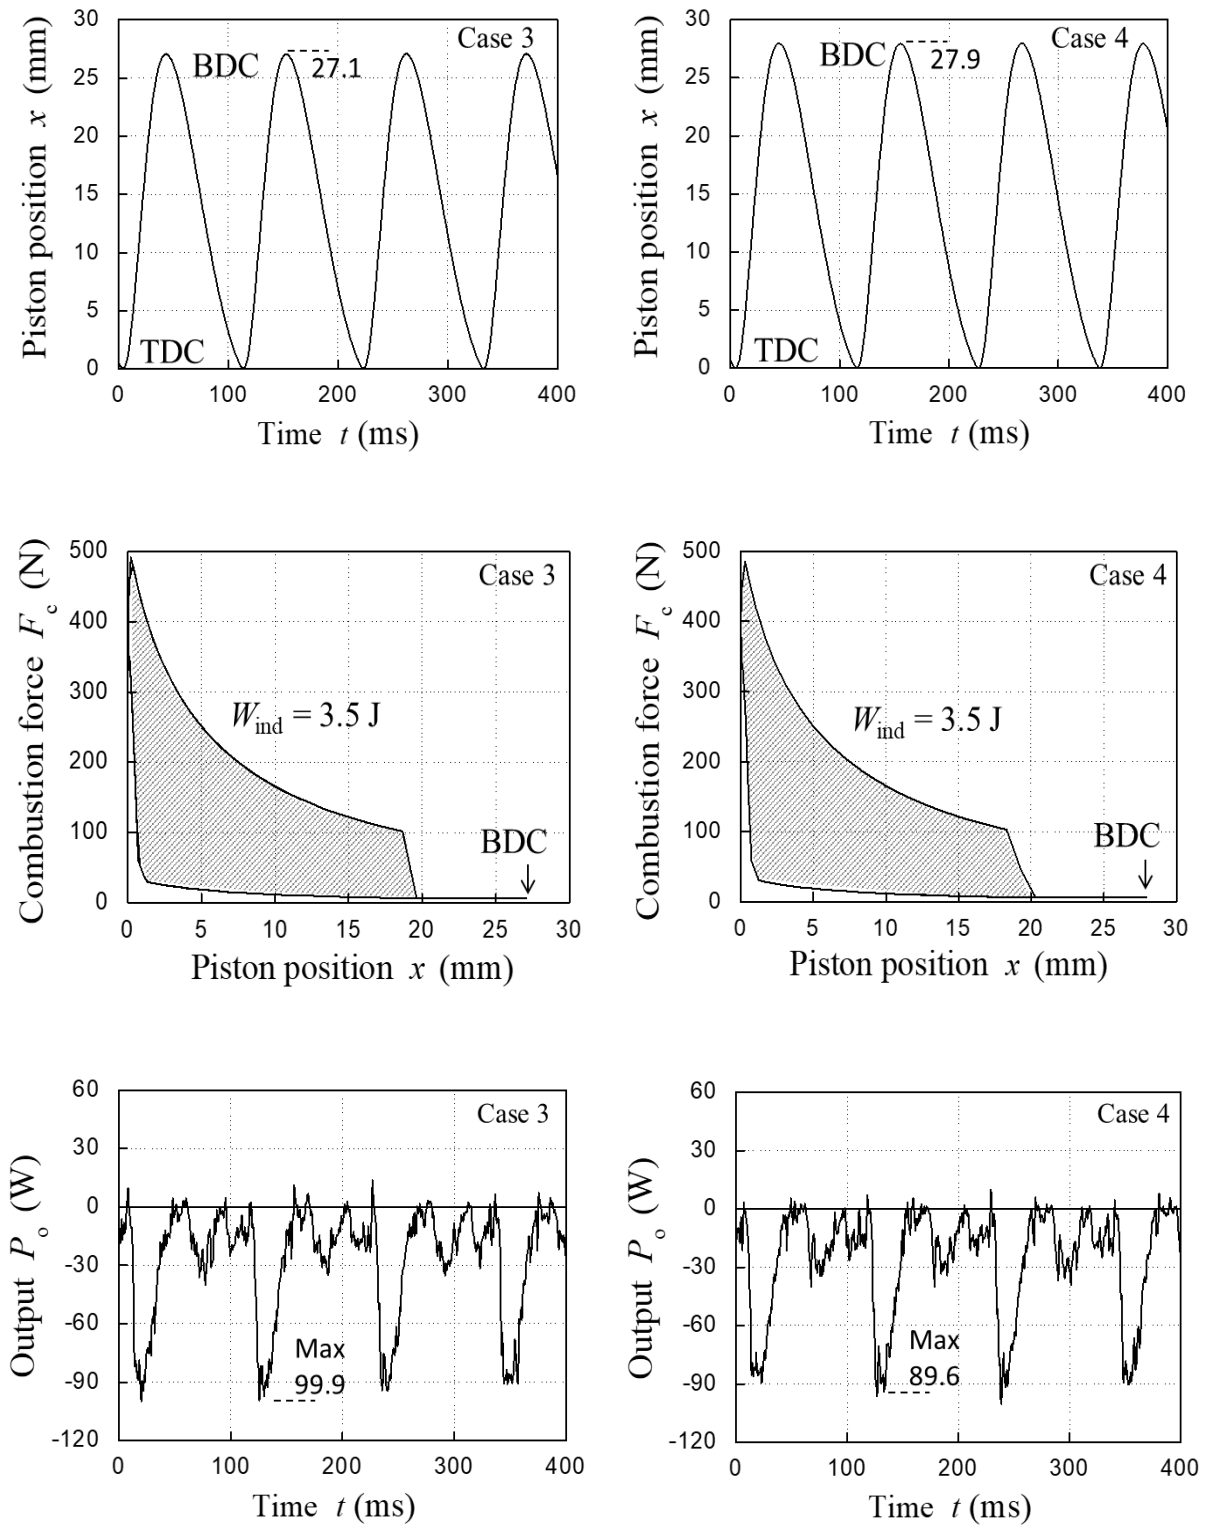 Case 3
BDC
27.1
TDC
30
25
20
15
10
5
0
0 100 200 300 400
Piston position x (mm)
Time t (ms)
Case 4
BDC
27.9
TDC
30
25
20
15
10
5
0
0 100 200 300 400
Piston position x (mm)
Time t (ms)
Case 3
Wind = 3.5 J
BDC
500
400
300
200
100
0
0 5 10 15 20 25 30
Combustion force Fc (N)
Piston position x (mm)
Case 4
Wind = 3.5 J
BDC
500
400
300
200
100
0
0 5 10 15 20 25 30
Combustion force Fc (N)
Piston position x (mm)
Case 3
Max
99.9
60
30
0
-30
-60
-90
-120
0 100 200 300 400
Output Po (W)
Time t (ms)
Case 4
Max
89.6
60
30
0
-30
-60
-90
-120
0 100 200 300 400
Output Po (W)
Time t (ms)